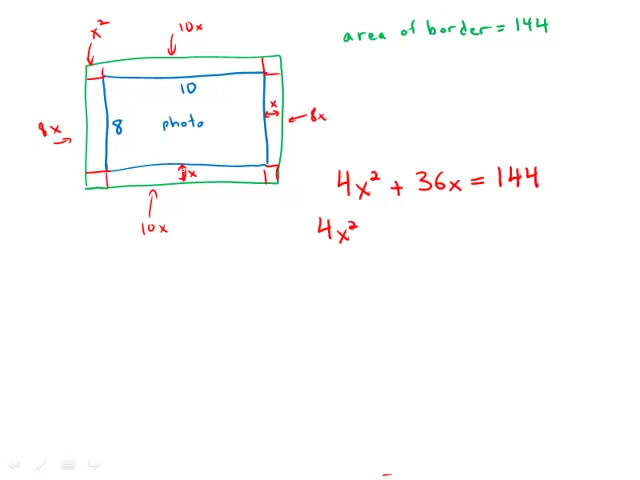 x²
10x
area of border = 144
10
x
8x
8
photo
8x
x
4x² + 36x = 144
10x
4x²